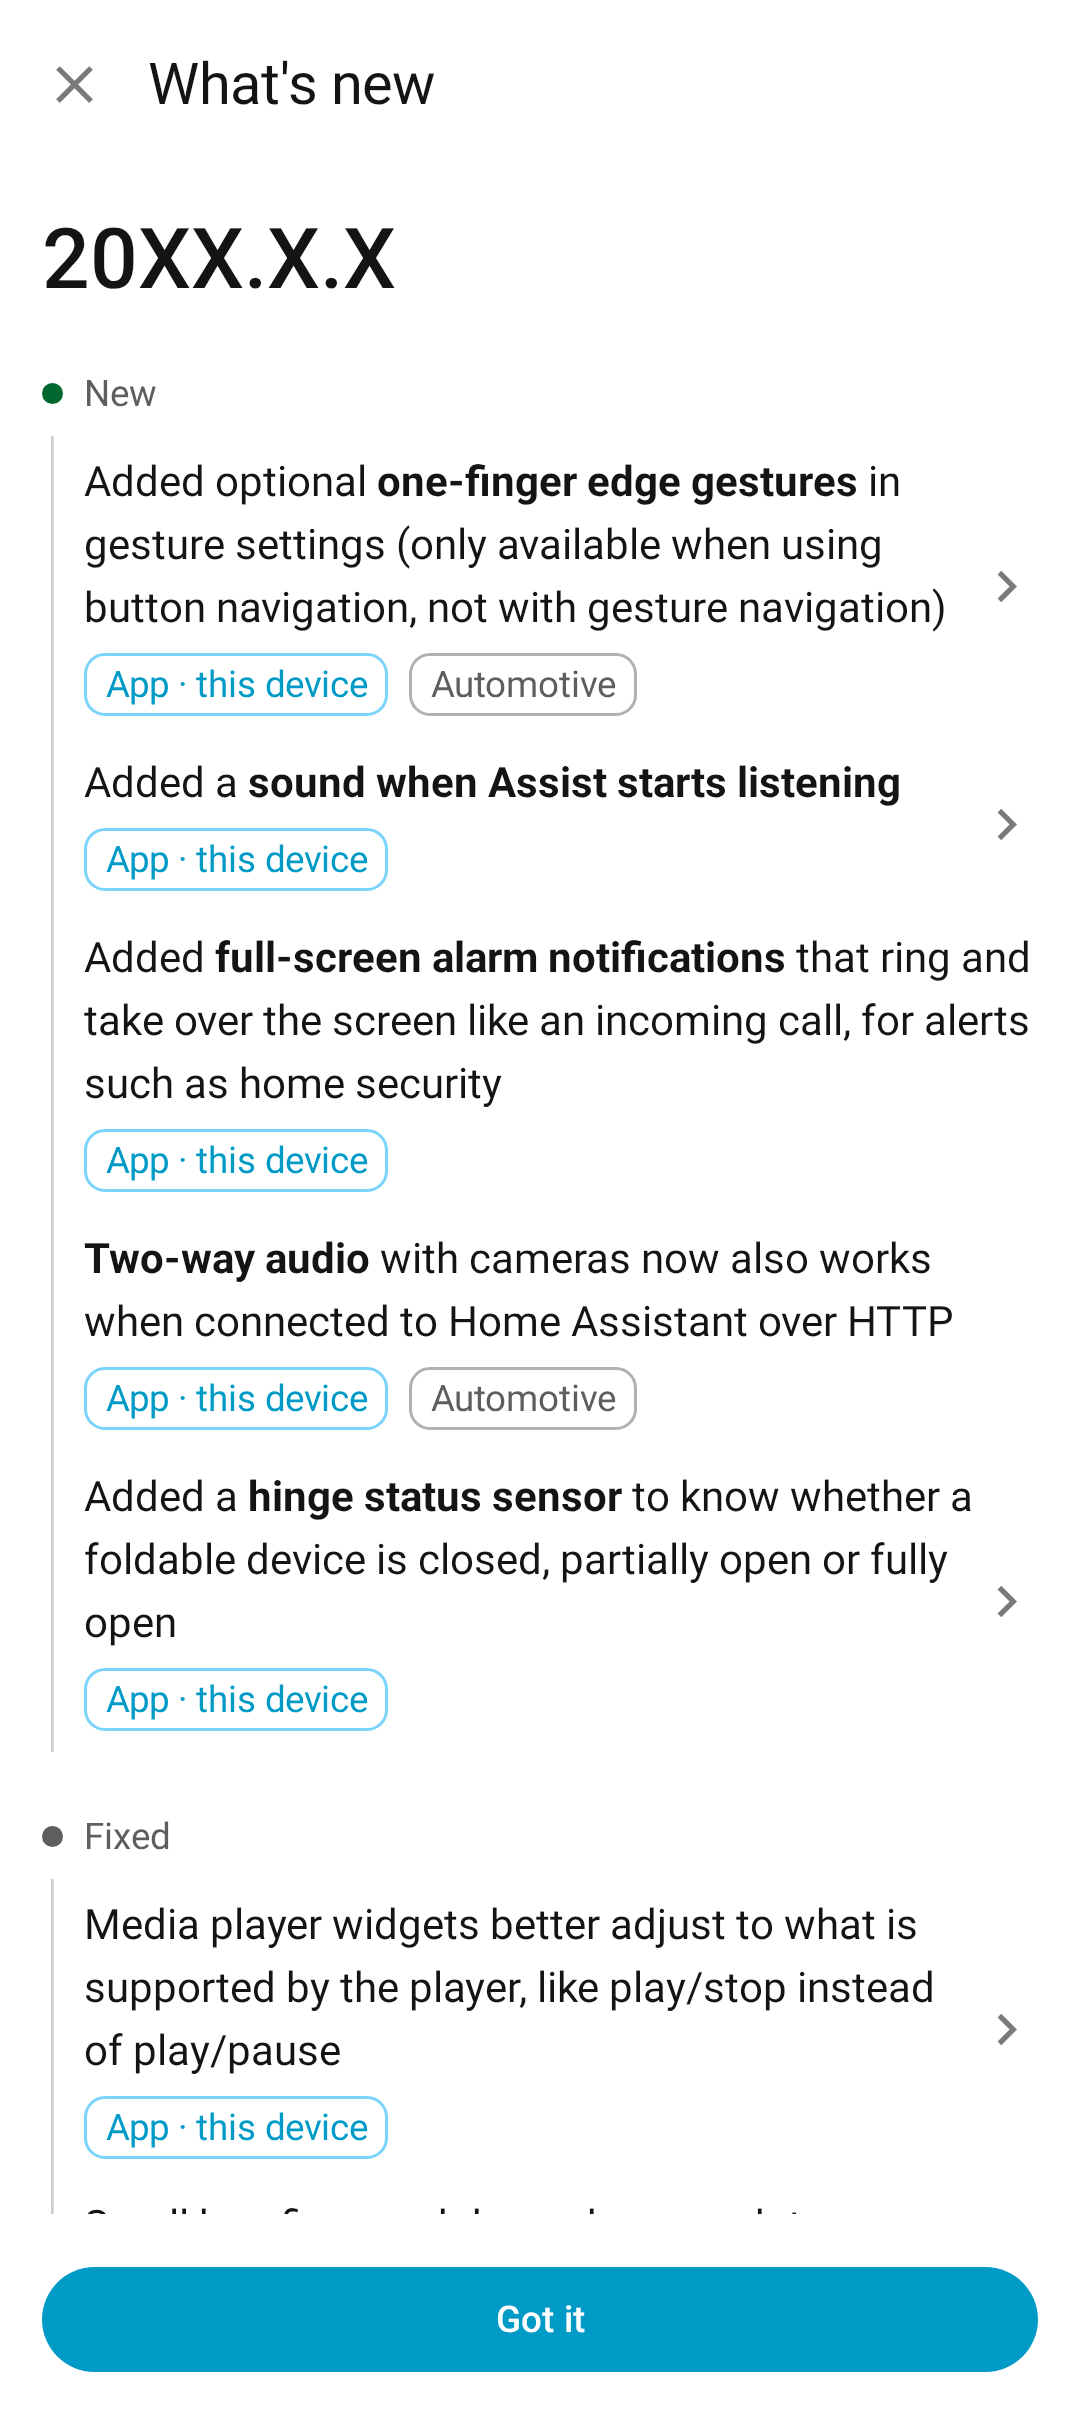 What's new
20XX.X.X
New
Added optional one-finger edge gestures in
gesture settings (only available when using
button navigation, not with gesture navigation)
App · this device
Automotive
Added a sound when Assist starts listening
App · this device
Added full-screen alarm notifications that ring and
take over the screen like an incoming call, for alerts
such as home security
App · this device
Two-way audio with cameras now also works
when connected to Home Assistant over HTTP
App · this device
Automotive
Added a hinge status sensor to know whether a
foldable device is closed, partially open or fully
open
App · this device
Fixed
Media player widgets better adjust to what is
supported by the player, like play/stop instead
of play/pause
App · this device
Got it